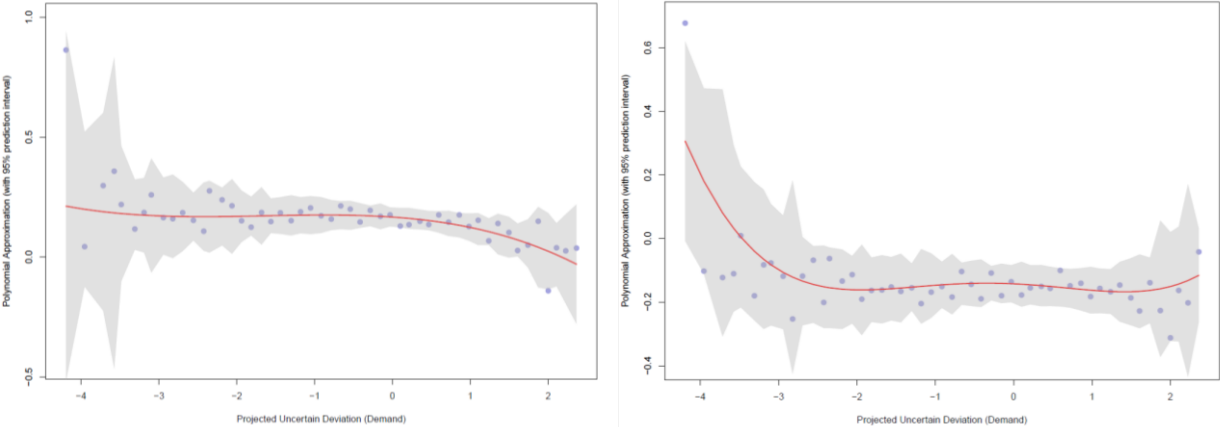 Polynomial Approximation (with 95% prediction interval)
1.0
0.5
0.0
−0.5
−4 −3 −2 −1 0 1 2
Projected Uncertain Deviation (Demand)
Polynomial Approximation (with 95% prediction interval)
0.6
0.4
0.2
0.0
−0.2
−0.4
−4 −3 −2 −1 0 1 2
Projected Uncertain Deviation (Demand)